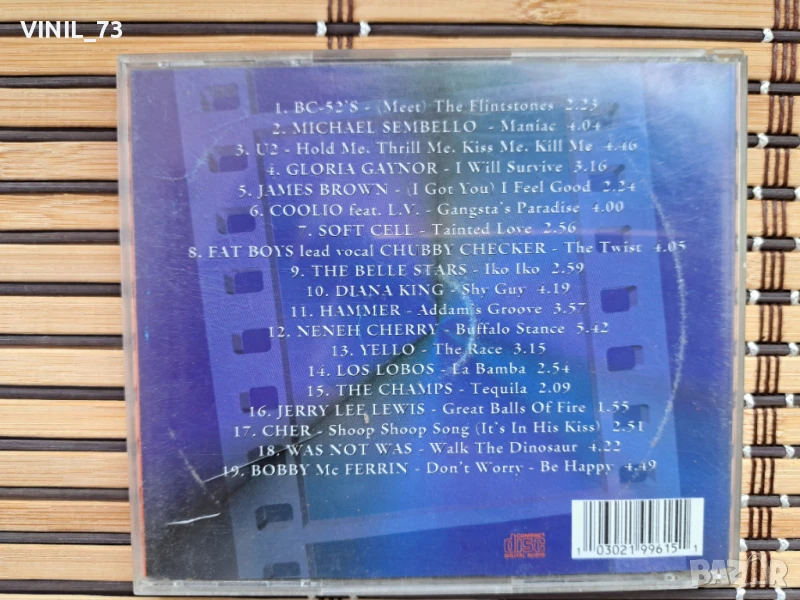 VINIL_73
1. BC-52'S - (Meet) The Flintstones 2.23
2. MICHAEL SEMBELLO - Maniac 4.04
3. U2 - Hold Me. Thrill Me. Kiss Me. Kill Me 4.46
4. GLORIA GAYNOR - I Will Survive 3.16
5. JAMES BROWN - (I Got You) I Feel Good 2.24
6. COOLIO feat. L.V. - Gangsta's Paradise 4.00
7. SOFT CELL - Tainted Love 2.56
8. FAT BOYS lead vocal CHUBBY CHECKER - The Twist 4.05
9. THE BELLE STARS - Iko Iko 2.59
10. DIANA KING - Shy Guy 4.19
11. HAMMER - Addam's Groove 3.57
12. NENEH CHERRY - Buffalo Stance 5.42
13. YELLO - The Race 3.15
14. LOS LOBOS - La Bamba 2.54
15. THE CHAMPS - Tequila 2.09
16. JERRY LEE LEWIS - Great Balls Of Fire 1.55
17. CHER - Shoop Shoop Song (It's In His Kiss) 2.51
18. WAS NOT WAS - Walk The Dinosaur 4.22
19. BOBBY Mc FERRIN - Don't Worry - Be Happy 4.49
COMPACT
disc
DIGITAL AUDIO
1 03021 99615 1
BAZAR